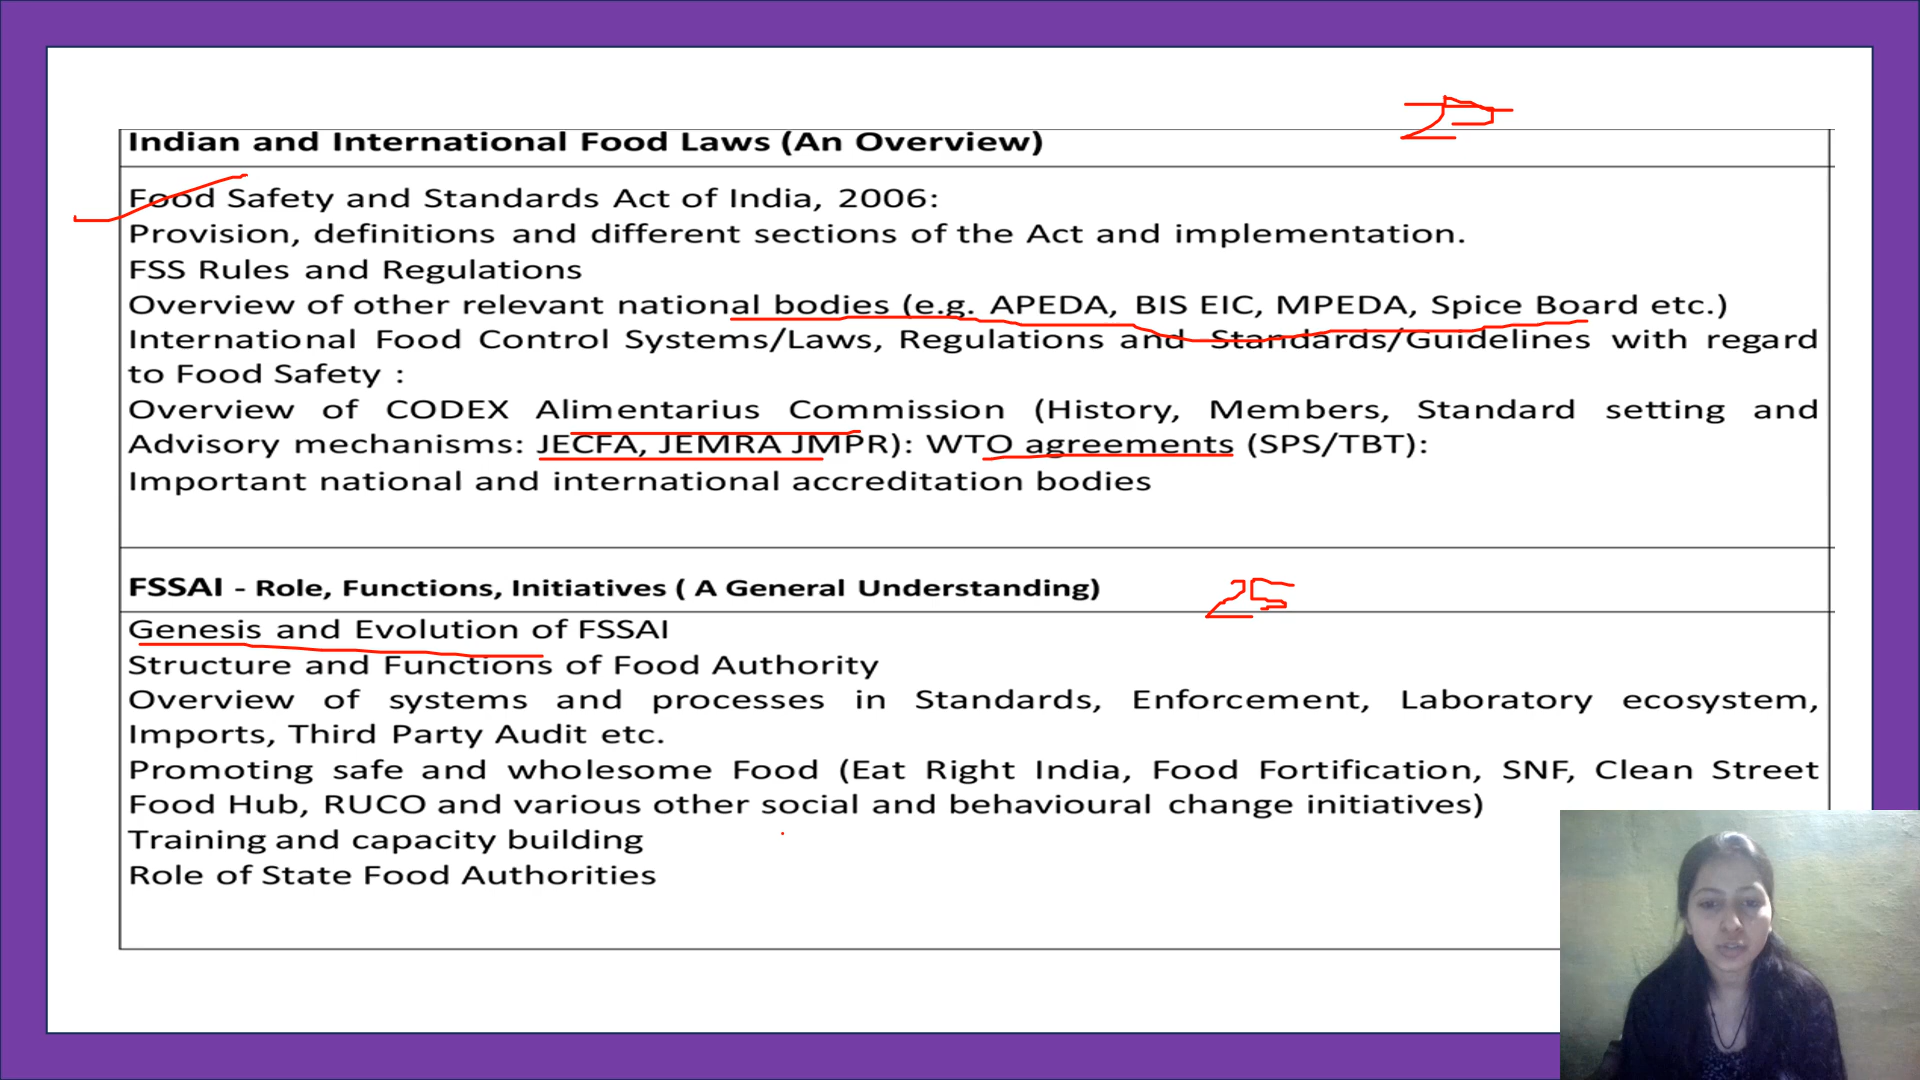 25
Indian and International Food Laws (An Overview)
Food Safety and Standards Act of India, 2006:
Provision, definitions and different sections of the Act and implementation.
FSS Rules and Regulations
Overview of other relevant national bodies (e.g. APEDA, BIS EIC, MPEDA, Spice Board etc.)
International Food Control Systems/Laws, Regulations and Standards/Guidelines with regard
to Food Safety :
Overview of CODEX Alimentarius Commission (History, Members, Standard setting and
Advisory mechanisms: JECFA, JEMRA JMPR): WTO agreements (SPS/TBT):
Important national and international accreditation bodies
FSSAI - Role, Functions, Initiatives ( A General Understanding)
25
Genesis and Evolution of FSSAI
Structure and Functions of Food Authority
Overview of systems and processes in Standards, Enforcement, Laboratory ecosystem,
Imports, Third Party Audit etc.
Promoting safe and wholesome Food (Eat Right India, Food Fortification, SNF, Clean Street
Food Hub, RUCO and various other social and behavioural change initiatives)
Training and capacity building
Role of State Food Authorities